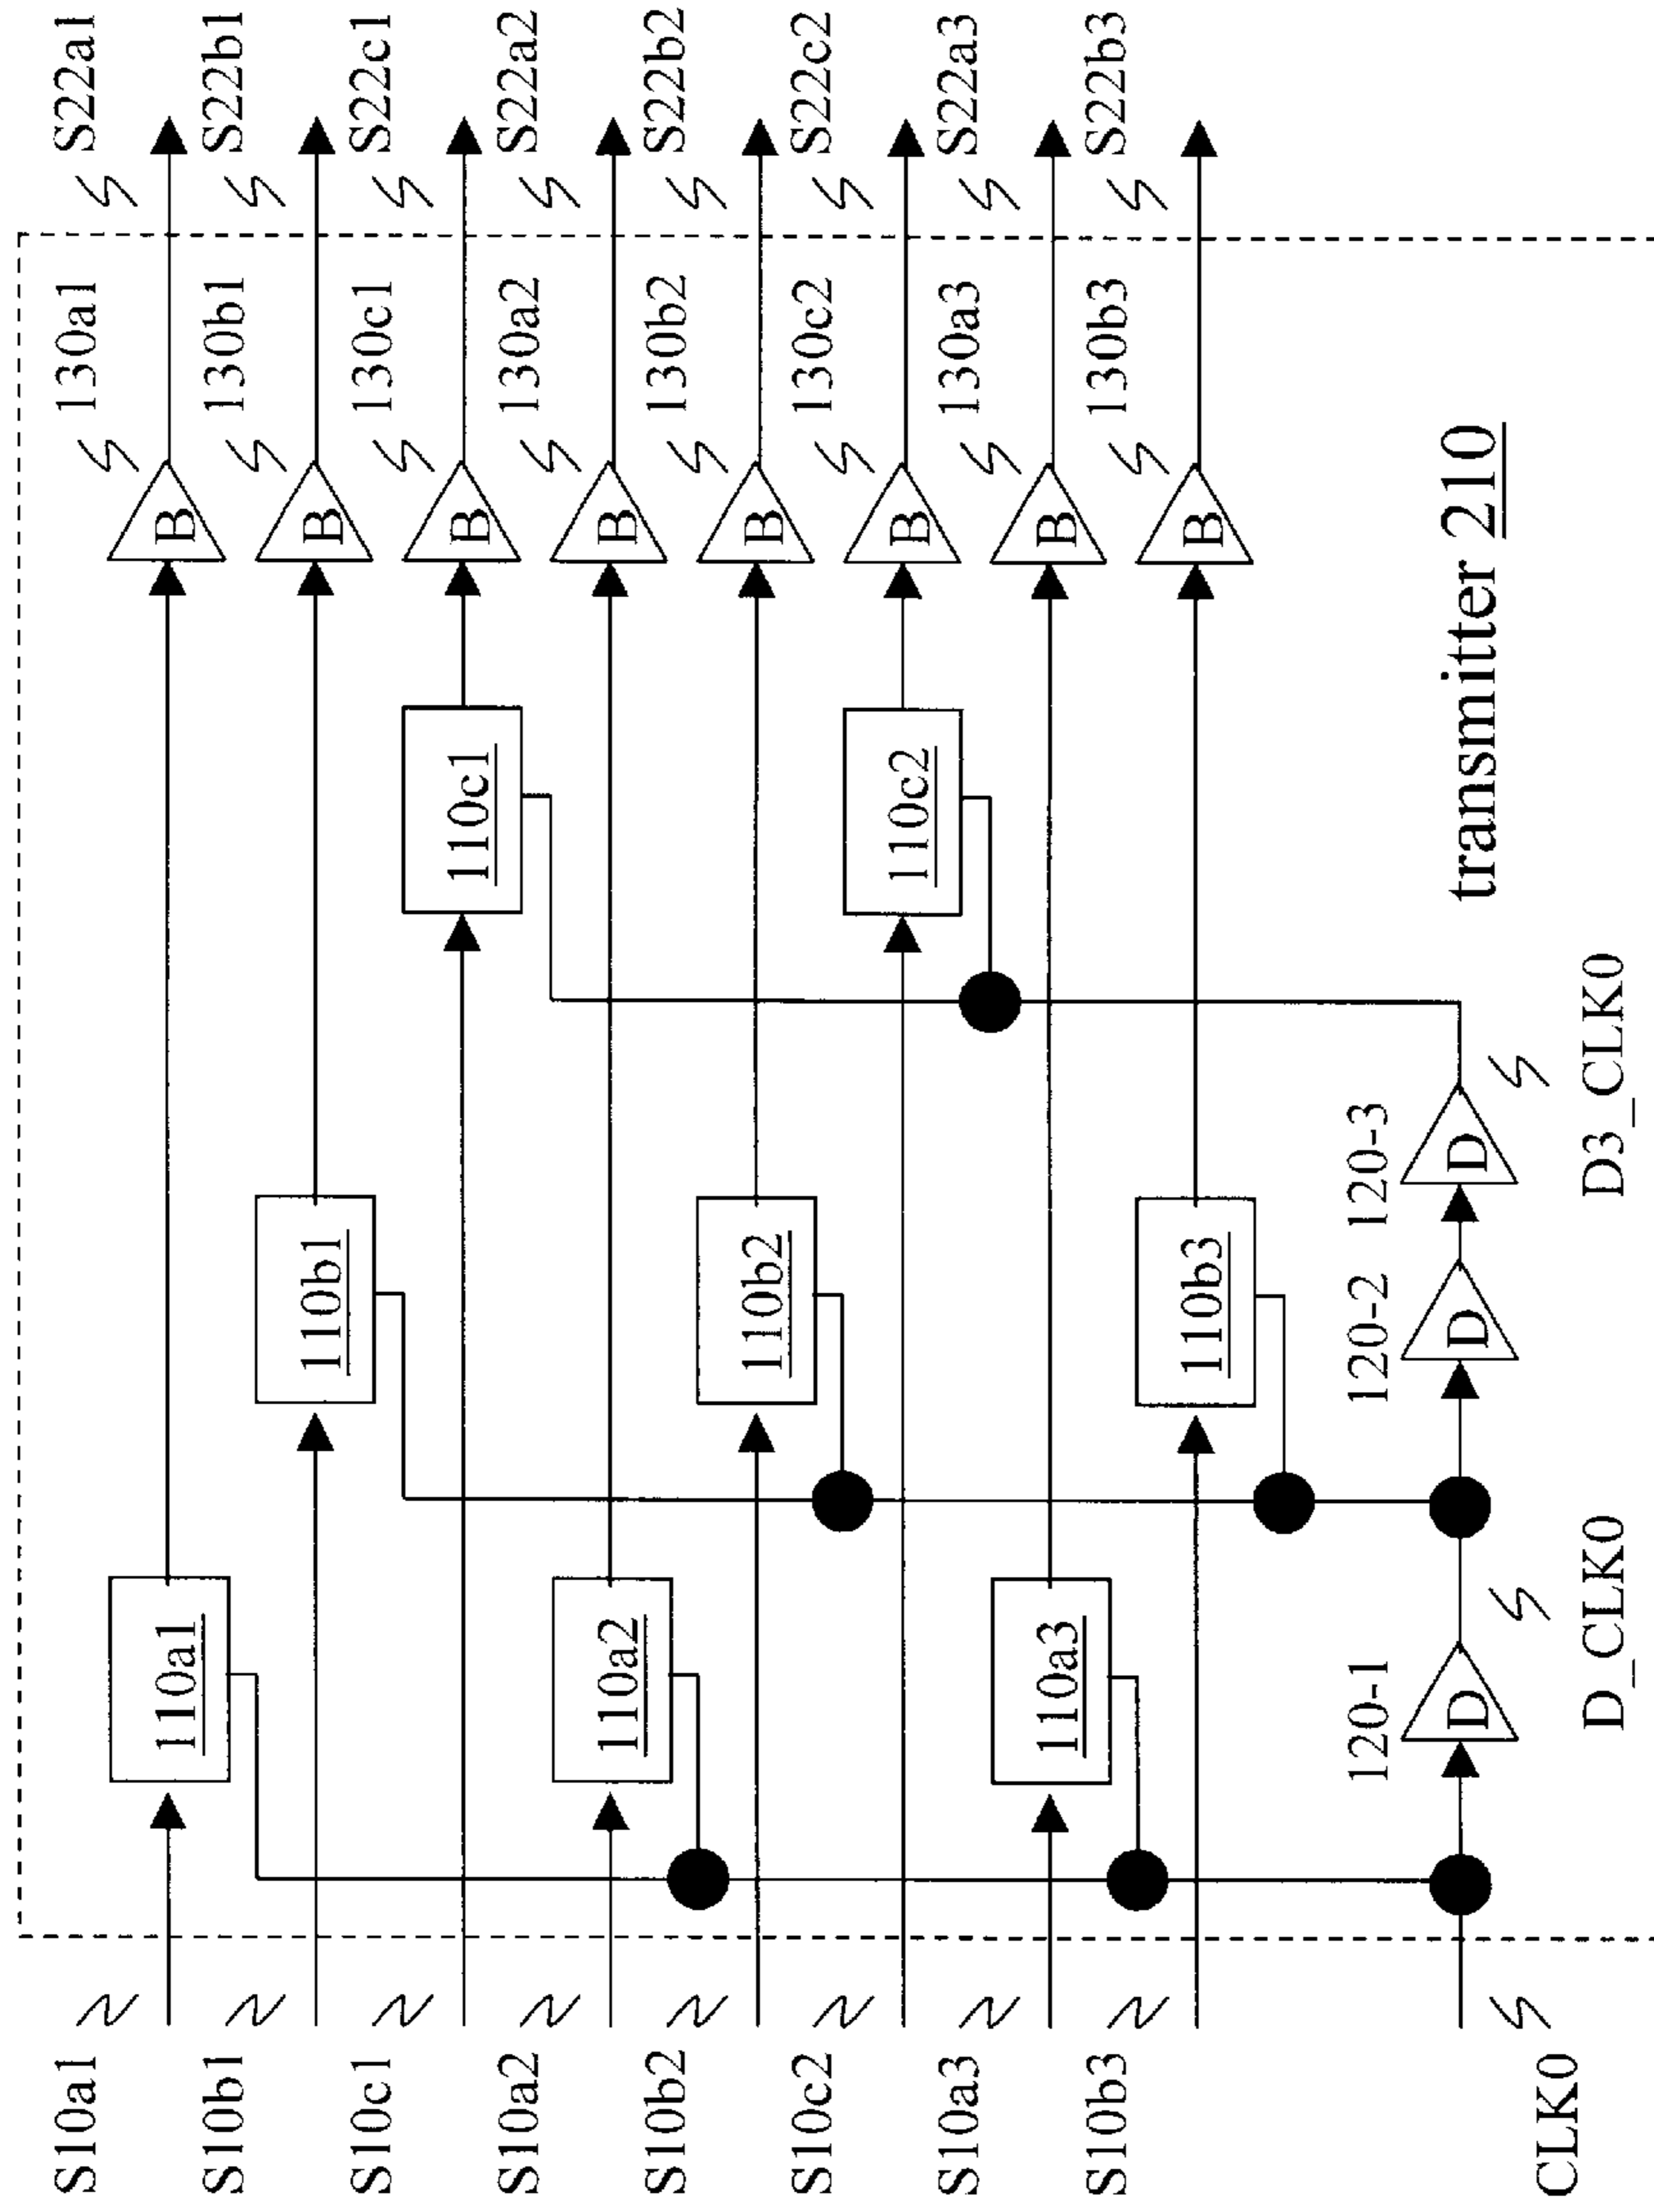 S10a1
S10b1
S10c1
S10a2
S10b2
S10c2
S10a3
S10b3
CLK0
110a1
110a2
110a3
110b1
110b2
110b3
110c1
110c2
120-1
120-2
120-3
D
D
D
D_CLK0
D3_CLK0
B
B
B
B
B
B
B
B
130a1
130b1
130c1
130a2
130b2
130c2
130a3
130b3
S22a1
S22b1
S22c1
S22a2
S22b2
S22c2
S22a3
S22b3
transmitter 210